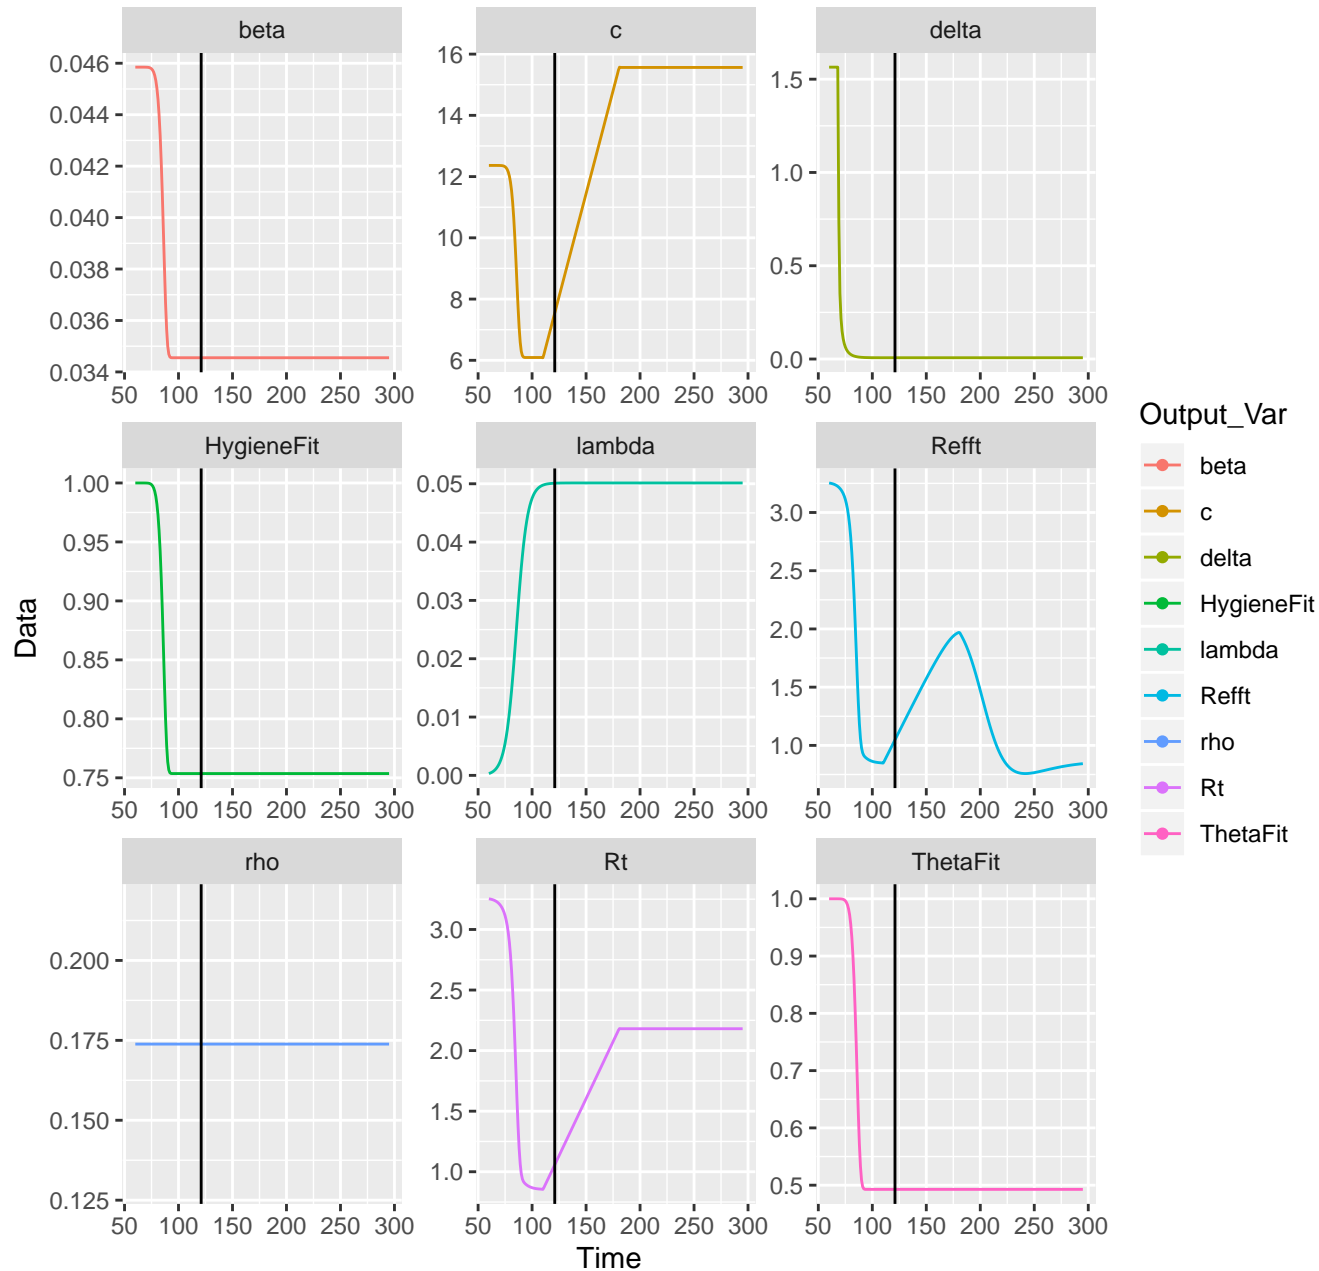 beta
c
delta
0.046
0.044
0.042
0.040
0.038
0.036
0.034
50 100 150 200 250 300
16
14
12
10
8
6
50 100 150 200 250 300
1.5
1.0
0.5
0.0
50 100 150 200 250 300
HygieneFit
lambda
Refft
1.00
0.95
0.90
0.85
0.80
0.75
50 100 150 200 250 300
0.05
0.04
0.03
0.02
0.01
0.00
50 100 150 200 250 300
3.0
2.5
2.0
1.5
1.0
50 100 150 200 250 300
rho
Rt
ThetaFit
0.200
0.175
0.150
0.125
50 100 150 200 250 300
3.0
2.5
2.0
1.5
1.0
50 100 150 200 250 300
1.0
0.9
0.8
0.7
0.6
0.5
50 100 150 200 250 300
Data
Time
Output_Var
beta
c
delta
HygieneFit
lambda
Refft
rho
Rt
ThetaFit